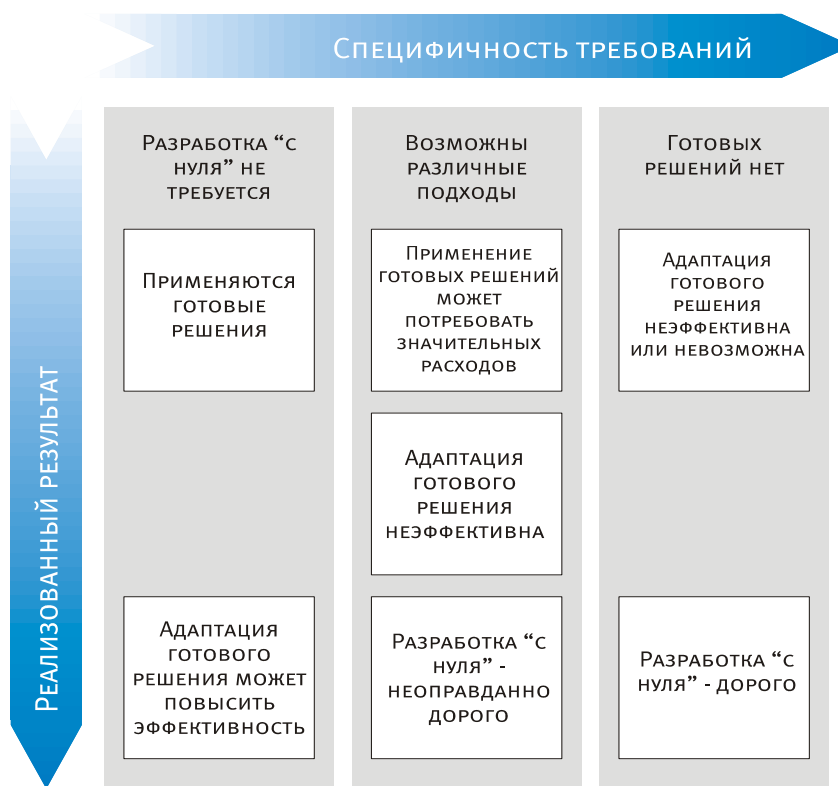 Специфичность требований
Реализованный результат
Разработка “с
нуля” не
требуется
Применяются
готовые
решения
Адаптация
готового
решения может
повысить
эффективность
Возможны
различные
подходы
Применение
готовых решений
может
потребовать
значительных
расходов
Адаптация
готового
решения
неэффективна
Разработка “с
нуля” -
неоправданно
дорого
Готовых
решений нет
Адаптация
готового
решения
неэффективна
или невозможна
Разработка “с
нуля” - дорого